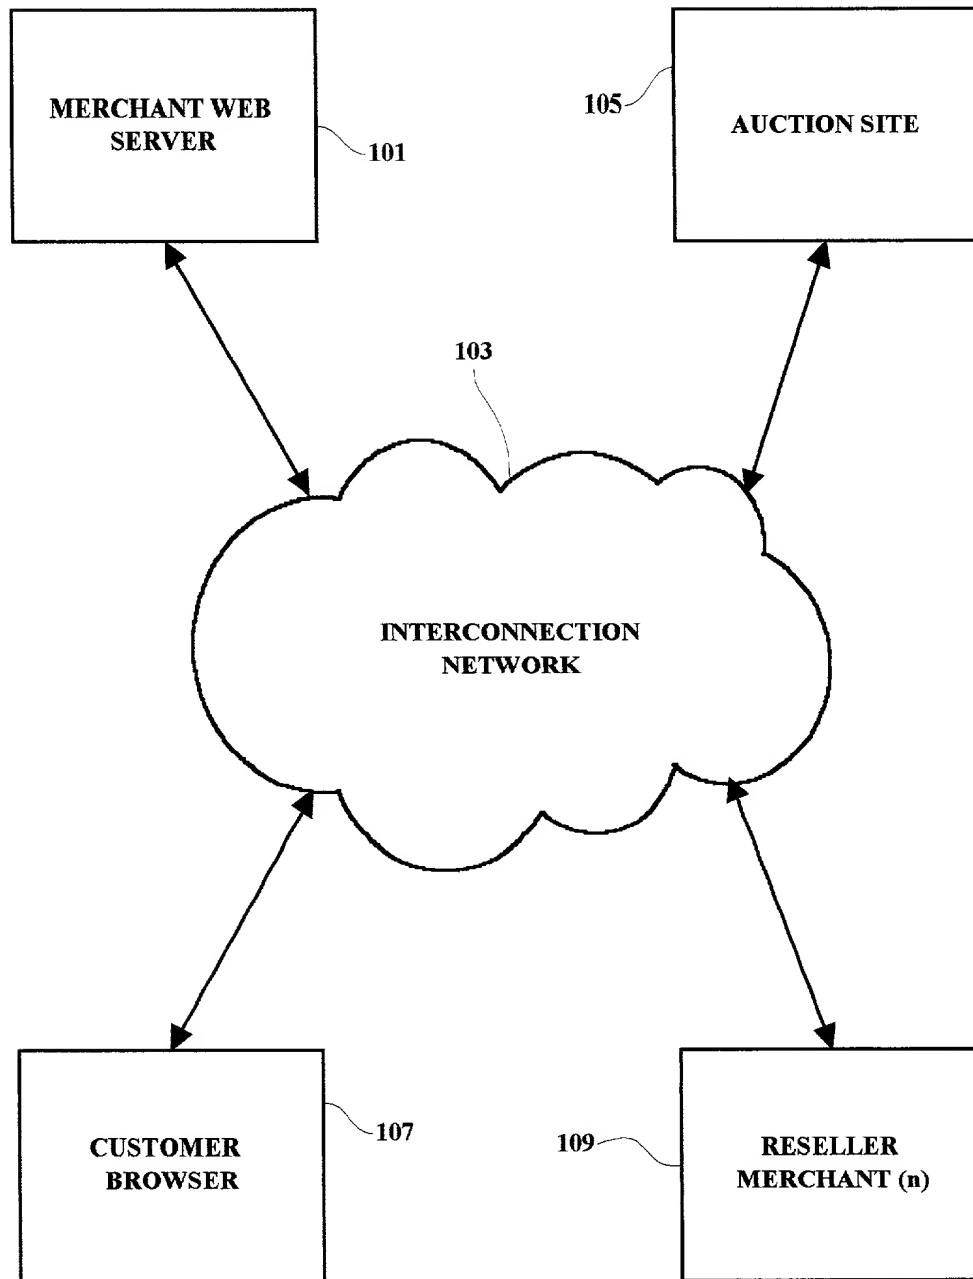 MERCHANT WEB
SERVER
101
105
AUCTION SITE
103
INTERCONNECTION
NETWORK
CUSTOMER
BROWSER
107
109
RESELLER
MERCHANT (n)